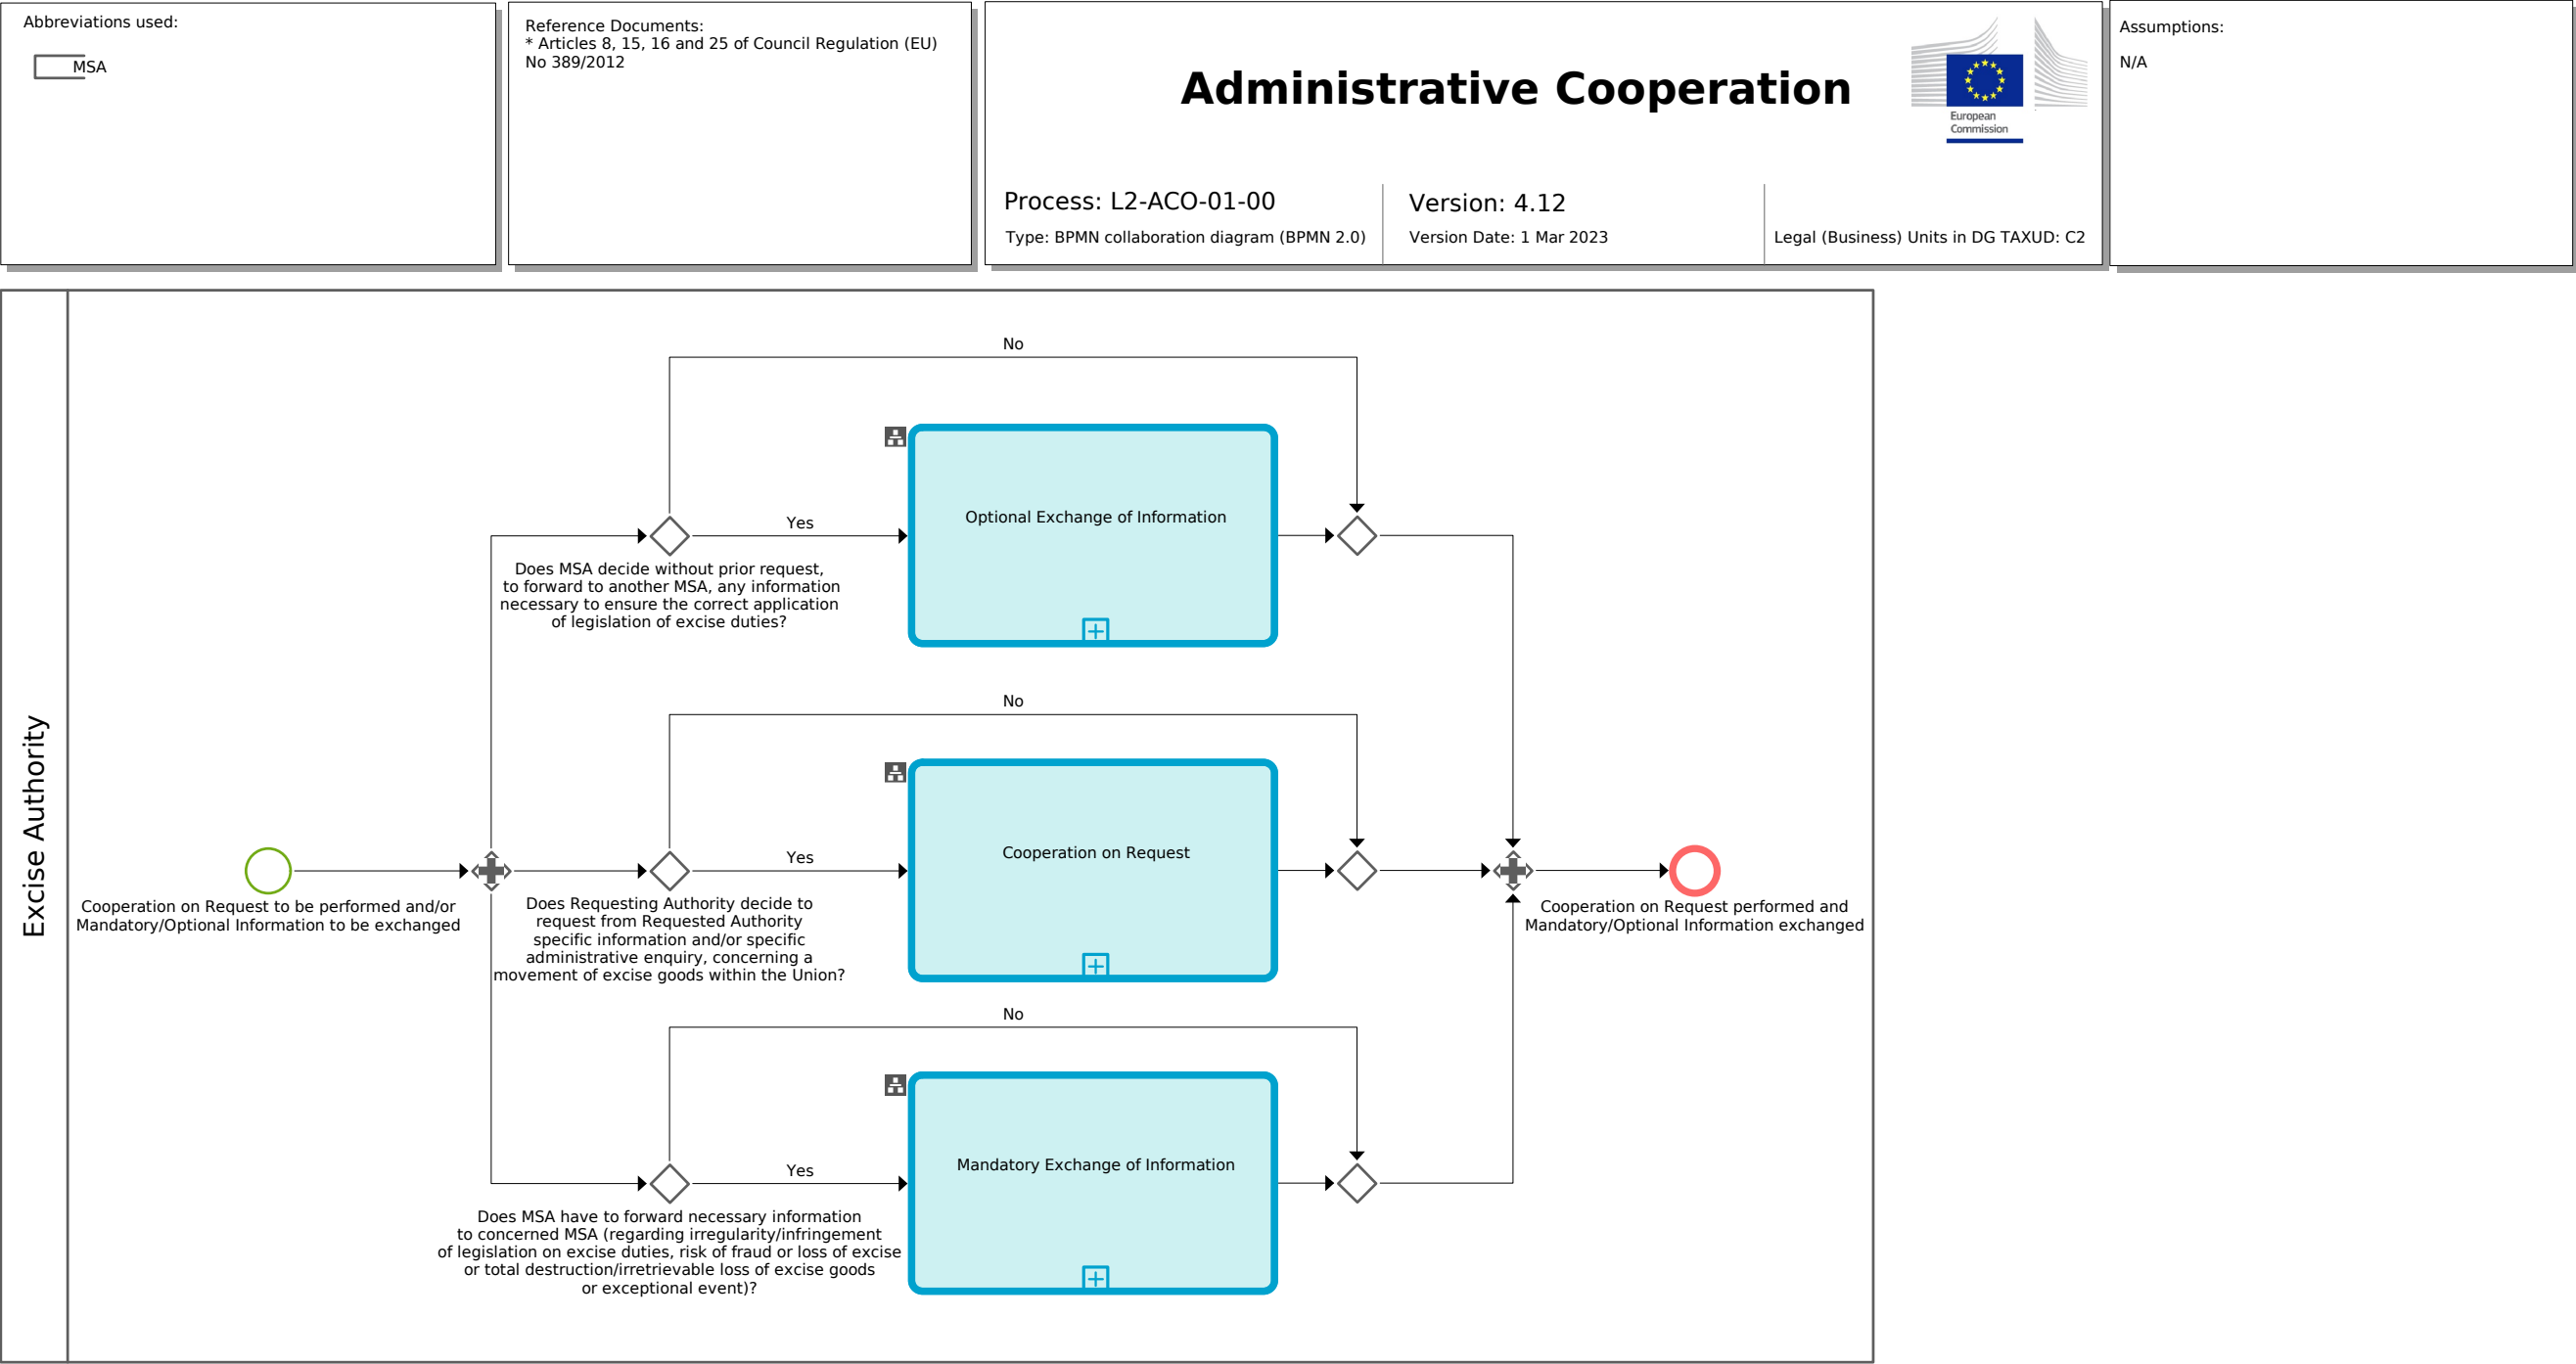 Abbreviations used:
MSA
Reference Documents:
* Articles 8, 15, 16 and 25 of Council Regulation (EU)
No 389/2012
Administrative Cooperation
European
Commission
Process: L2-ACO-01-00
Type: BPMN collaboration diagram (BPMN 2.0)
Version: 4.12
Version Date: 1 Mar 2023
Legal (Business) Units in DG TAXUD: C2
Assumptions:
N/A
Excise Authority
No
Optional Exchange of Information
Yes
Does MSA decide without prior request,
to forward to another MSA, any information
necessary to ensure the correct application
of legislation of excise duties?
No
Cooperation on Request
Yes
Cooperation on Request to be performed and/or
Mandatory/Optional Information to be exchanged
Does Requesting Authority decide to
request from Requested Authority
specific information and/or specific
administrative enquiry, concerning a
movement of excise goods within the Union?
Cooperation on Request performed and
Mandatory/Optional Information exchanged
No
Mandatory Exchange of Information
Yes
Does MSA have to forward necessary information
to concerned MSA (regarding irregularity/infringement
of legislation on excise duties, risk of fraud or loss of excise
or total destruction/irretrievable loss of excise goods
or exceptional event)?